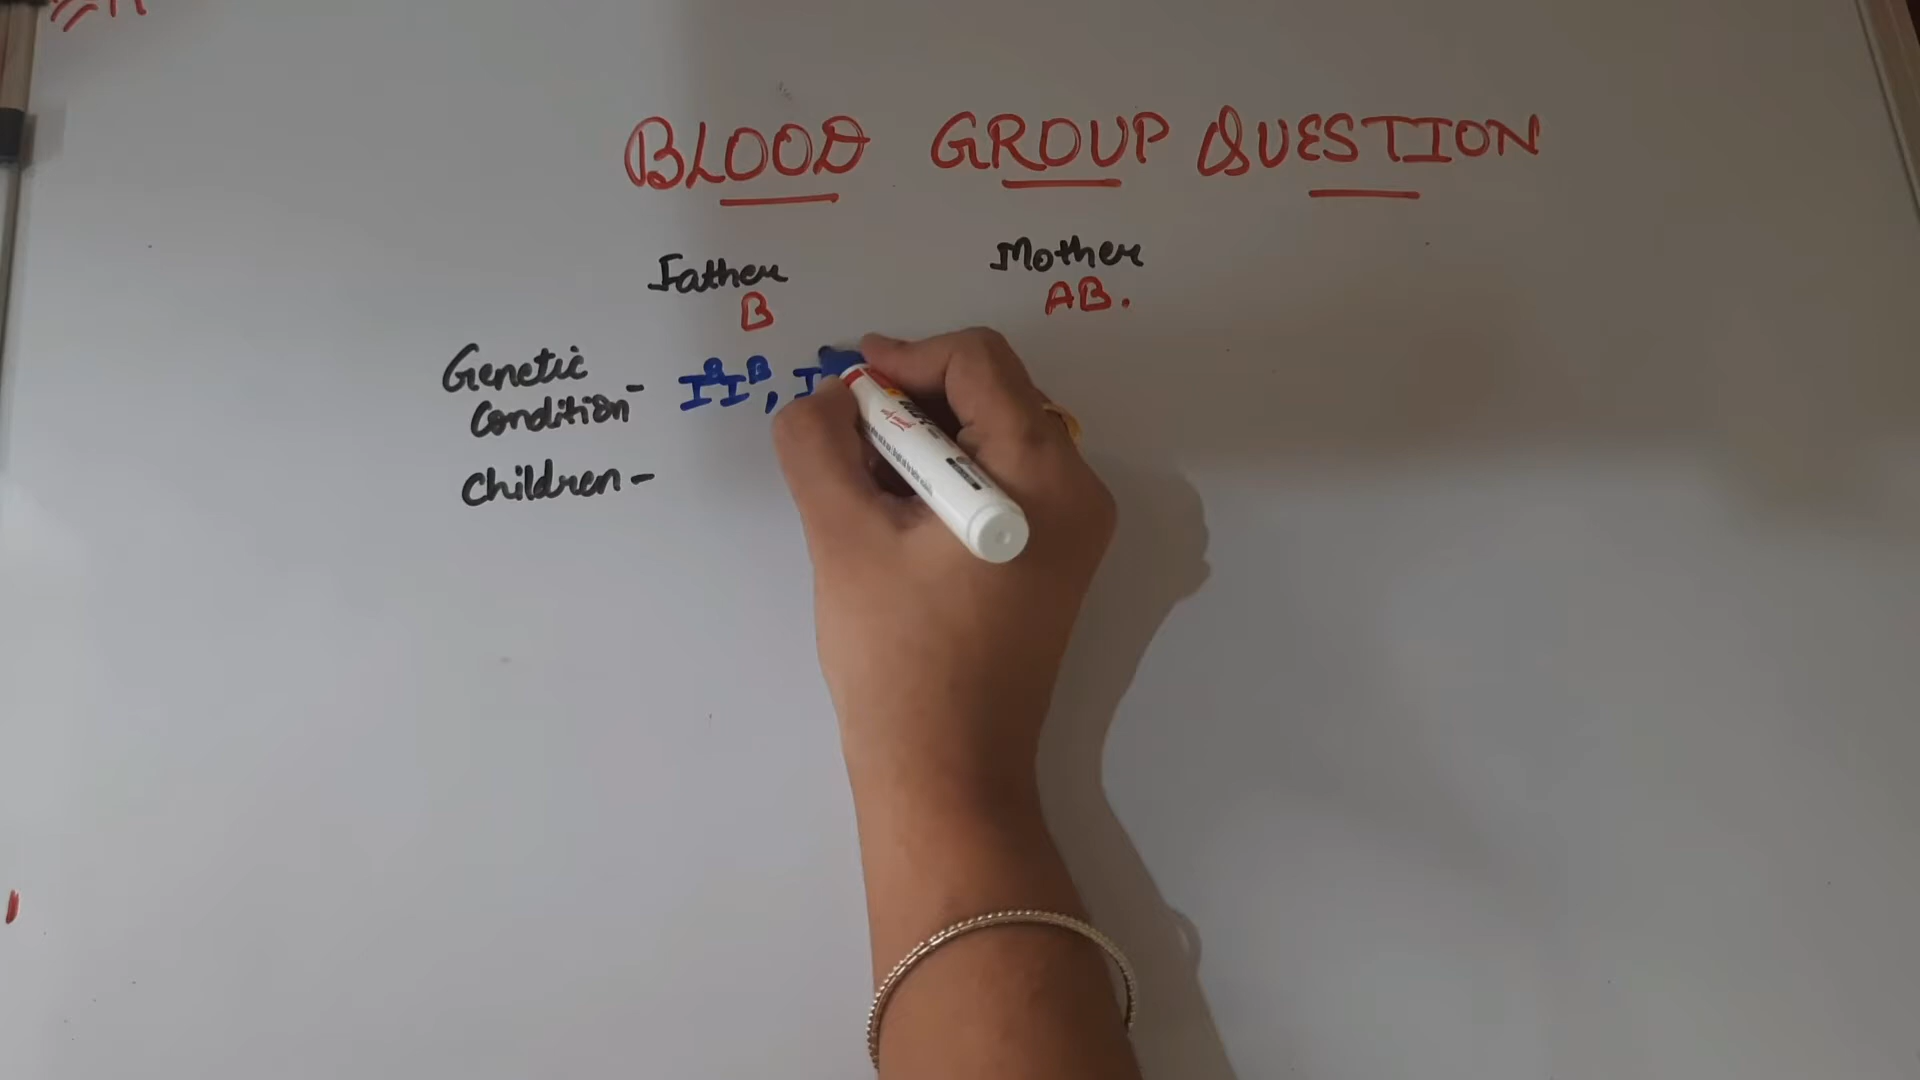 BLOOD GROUP QUESTION
Father Mother
B AB.
Genetic
Condition - IᴮIᴮ, I
Children -